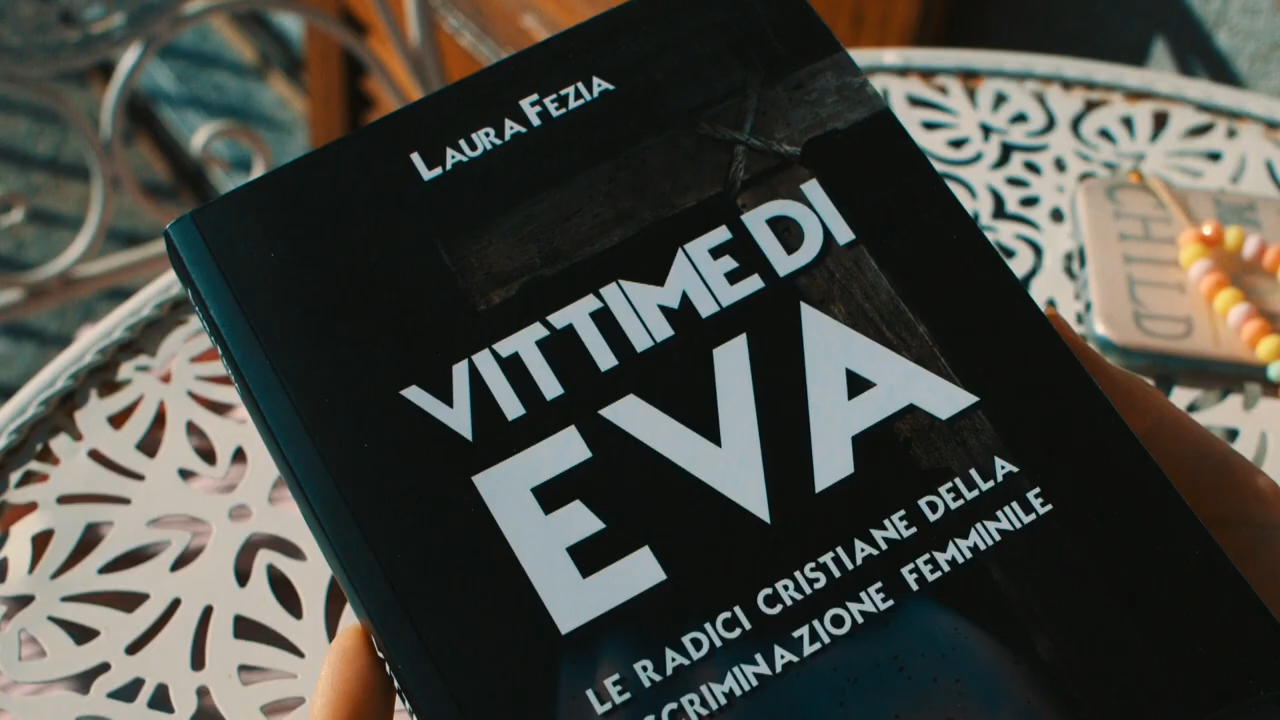 LAURA FEZIA
VITTIME DI
EVA
LE RADICI CRISTIANE DELLA
SCRIMINAZIONE FEMMINILE
CHILD